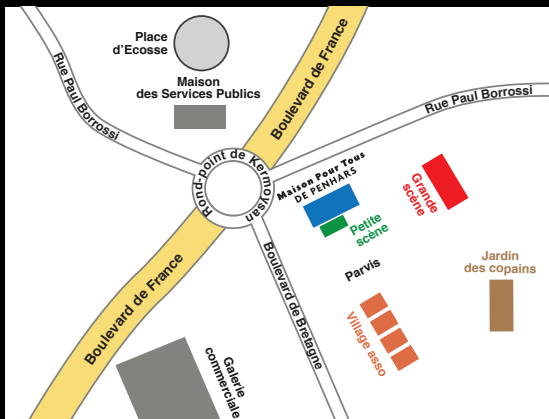 Place
d'Ecosse
Maison
des Services Publics
Boulevard de France
Rue Paul Borrossi
Rue Paul Borrossi
Rond-point de Kermoysan
Maison Pour Tous
DE PENHARS
Grande
scène
Petite
scène
Parvis
Jardin
des copains
Boulevard de France
Boulevard de Bretagne
Village asso
Galerie
commerciale